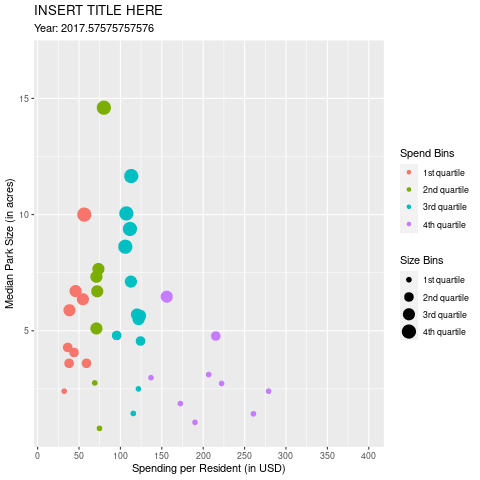 INSERT TITLE HERE
Year: 2017.57575757576
Median Park Size (in acres)
15
10
5
0 50 100 150 200 250 300 350 400
Spending per Resident (in USD)
Spend Bins
1st quartile
2nd quartile
3rd quartile
4th quartile
Size Bins
1st quartile
2nd quartile
3rd quartile
4th quartile